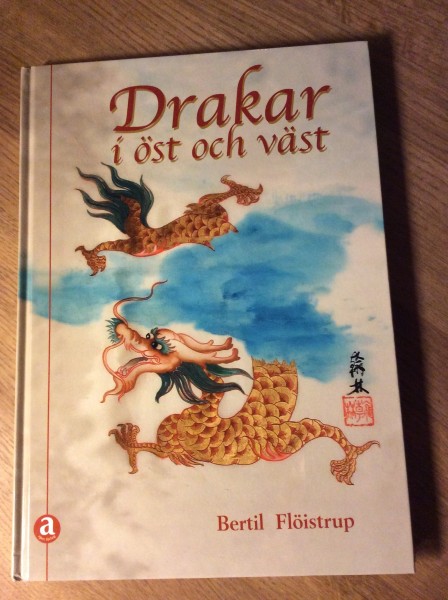 Drakar
i öst och väst
Bertil Flöistrup
a